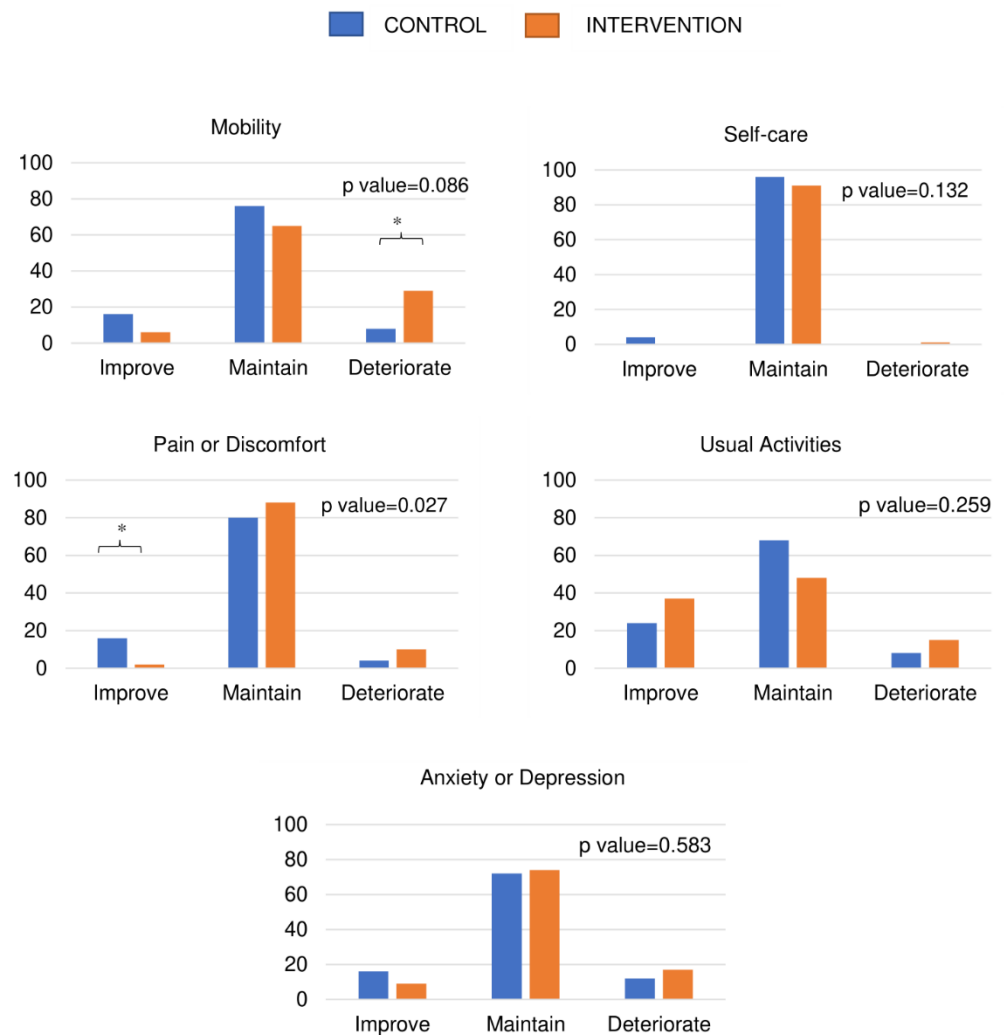 CONTROL INTERVENTION
Mobility
100
80
60
40
20
0
p value=0.086
*
Improve Maintain Deteriorate
Self-care
100
80
60
40
20
0
p value=0.132
Improve Maintain Deteriorate
Pain or Discomfort
100
80
60
40
20
0
p value=0.027
*
Improve Maintain Deteriorate
Usual Activities
100
80
60
40
20
0
p value=0.259
Improve Maintain Deteriorate
Anxiety or Depression
100
80
60
40
20
0
p value=0.583
Improve Maintain Deteriorate